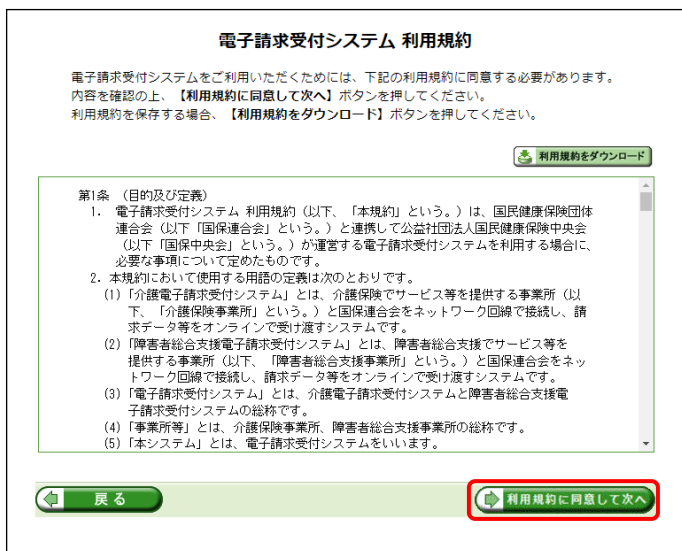 電子請求受付システム 利用規約
電子請求受付システムをご利用いただくためには、下記の利用規約に同意する必要があります。
内容を確認の上、【利用規約に同意して次へ】ボタンを押してください。
利用規約を保存する場合、【利用規約をダウンロード】ボタンを押してください。
利用規約をダウンロード
第1条 （目的及び定義）
1. 電子請求受付システム 利用規約（以下、「本規約」という。）は、国民健康保険団体
連合会（以下「国保連合会」という。）と連携して公益社団法人国民健康保険中央会
（以下「国保中央会」という。）が運営する電子請求受付システムを利用する場合に、
必要な事項について定めたものです。
2. 本規約において使用する用語の定義は次のとおりです。
(1)「介護電子請求受付システム」とは、介護保険でサービス等を提供する事業所（以
下、「介護保険事業所」という。）と国保連合会をネットワーク回線で接続し、請
求データ等をオンラインで受け渡すシステムです。
(2)「障害者総合支援電子請求受付システム」とは、障害者総合支援でサービス等を
提供する事業所（以下、「障害者総合支援事業所」という。）と国保連合会をネッ
トワーク回線で接続し、請求データ等をオンラインで受け渡すシステムです。
(3)「電子請求受付システム」とは、介護電子請求受付システムと障害者総合支援電
子請求受付システムの総称です。
(4)「事業所等」とは、介護保険事業所、障害者総合支援事業所の総称です。
(5)「本システム」とは、電子請求受付システムをいいます。
戻る
利用規約に同意して次へ